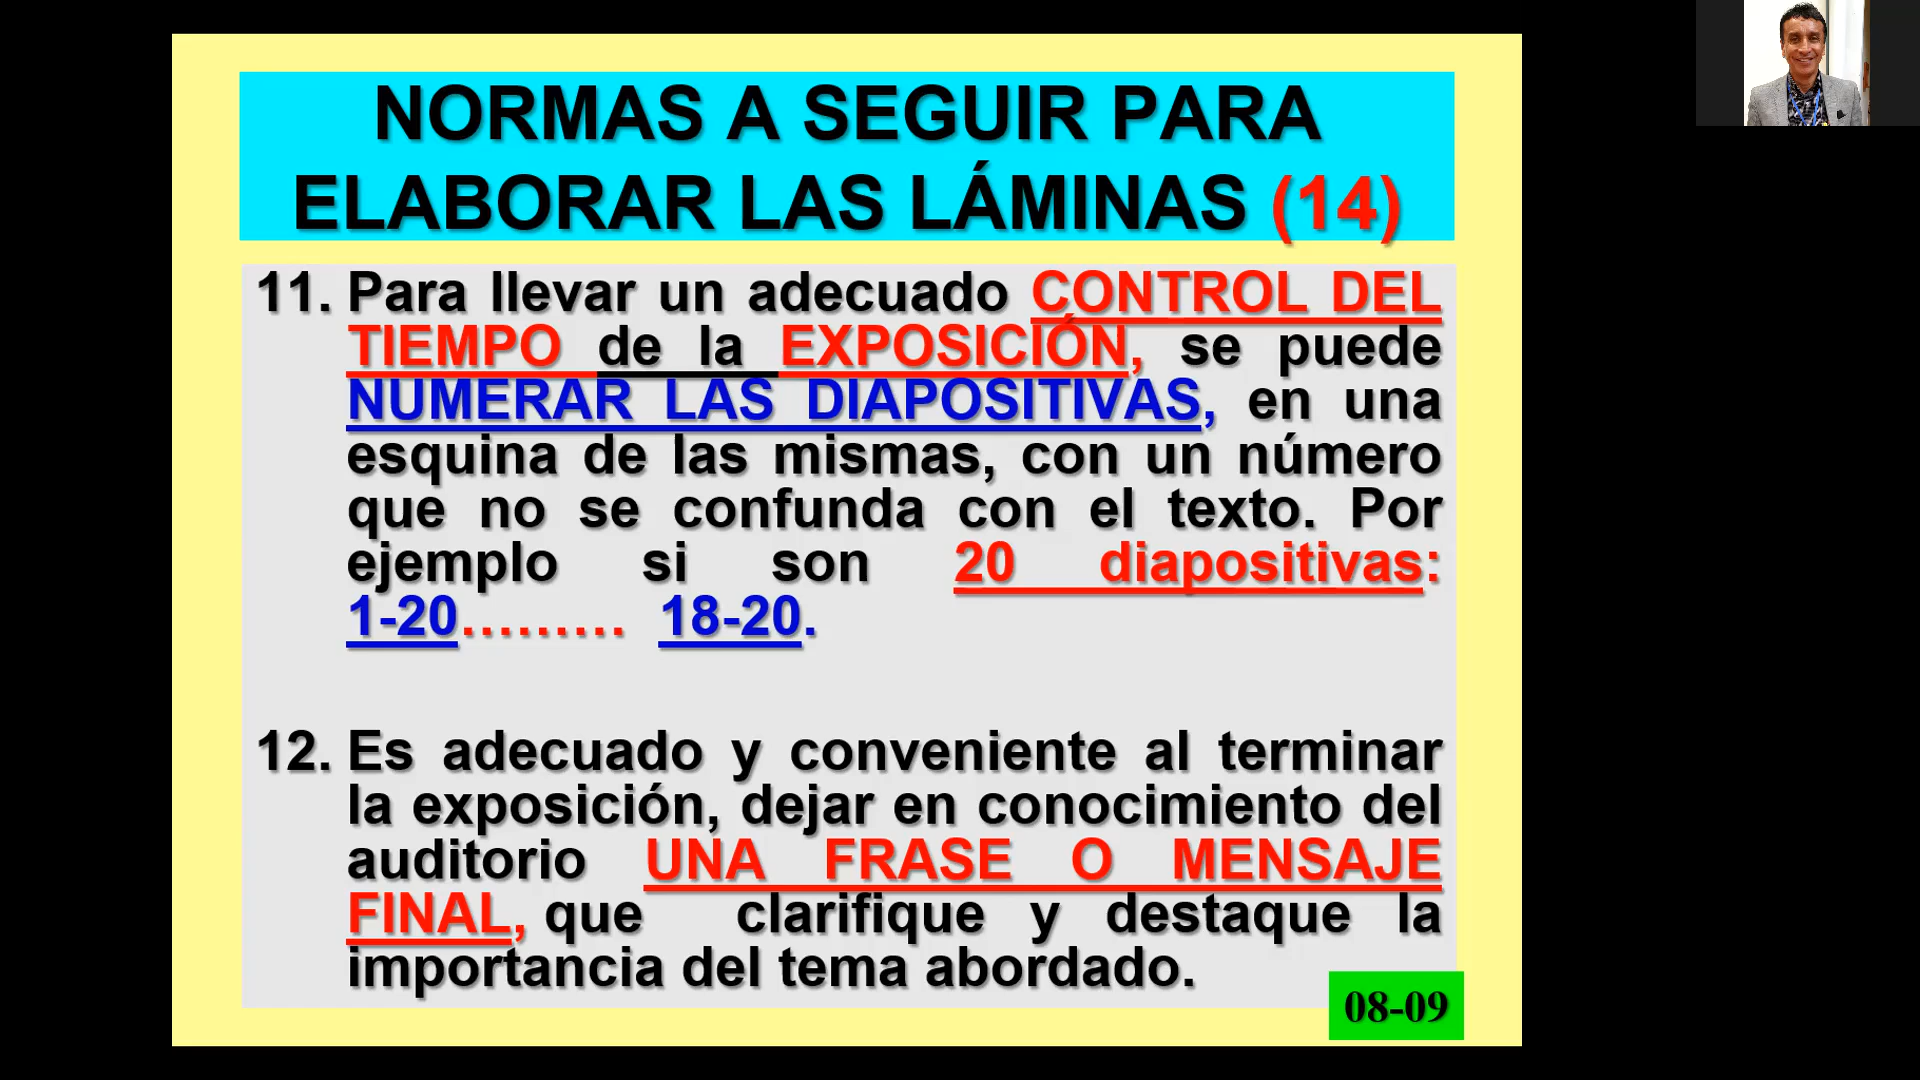 NORMAS A SEGUIR PARA
ELABORAR LAS LÁMINAS (14)
11. Para llevar un adecuado CONTROL DEL
TIEMPO de la EXPOSICIÓN, se puede
NUMERAR LAS DIAPOSITIVAS, en una
esquina de las mismas, con un número
que no se confunda con el texto. Por
ejemplo si son 20 diapositivas:
1-20......... 18-20.
12. Es adecuado y conveniente al terminar
la exposición, dejar en conocimiento del
auditorio UNA FRASE O MENSAJE
FINAL, que clarifique y destaque la
importancia del tema abordado.
08-09